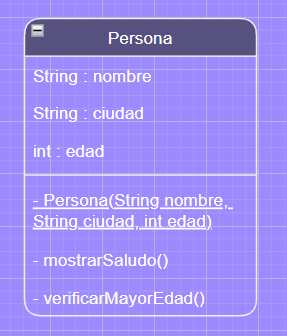 Persona
String : nombre
String : ciudad
int : edad
- Persona(String nombre,
String ciudad, int edad)
- mostrarSaludo()
- verificarMayorEdad()